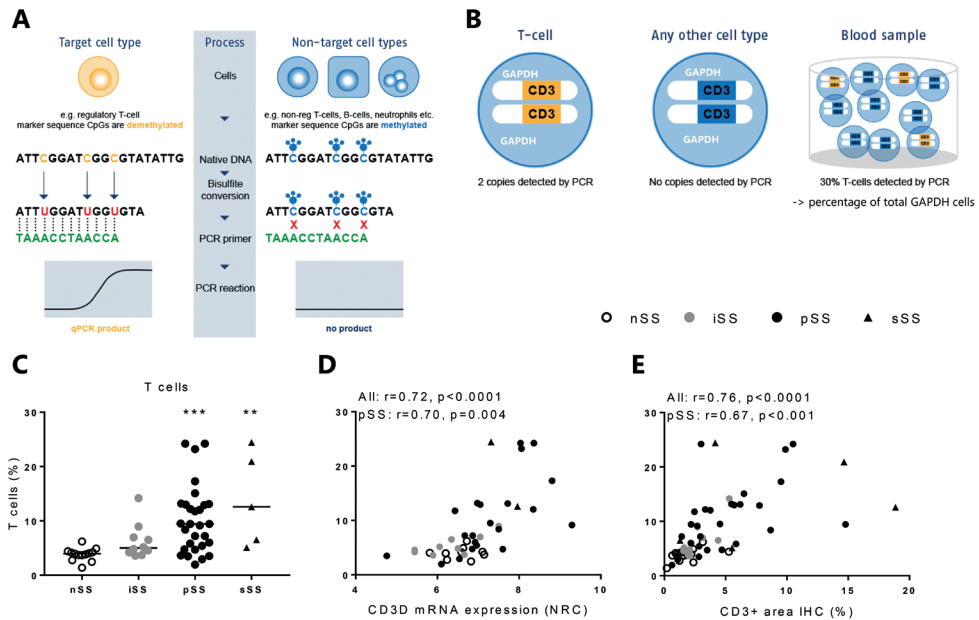 A
Target cell type
Process
Non-target cell types
Cells
e.g. regulatory T-cell
marker sequence CpGs are demethylated
e.g. non-reg T-cells, B-cells, neutrophils etc.
marker sequence CpGs are methylated
ATTCGGATCGGCGTATATTG
Native DNA
ATTCGGATCGGCGTATATTG
Bisulfite
conversion
ATTUGGATUGGUGTA
ATTCGGATCGGCGTA
X X X
TAAACCTAACCA
PCR primer
TAAACCTAACCA
PCR reaction
qPCR product
no product
B
T-cell
Any other cell type
Blood sample
GAPDH
CD3
CD3
GAPDH
2 copies detected by PCR
GAPDH
CD3
CD3
GAPDH
No copies detected by PCR
30% T-cells detected by PCR
-> percentage of total GAPDH cells
nSS
iSS
pSS
sSS
C
T cells
T cells (%)
30
20
10
0
***
**
nSS
iSS
pSS
sSS
D
All: r=0.72, p<0.0001
pSS: r=0.70, p=0.004
30
20
10
0
4
6
8
10
CD3D mRNA expression (NRC)
E
All: r=0.76, p<0.0001
pSS: r=0.67, p<0.001
30
20
10
0
0
5
10
15
20
CD3+ area IHC (%)